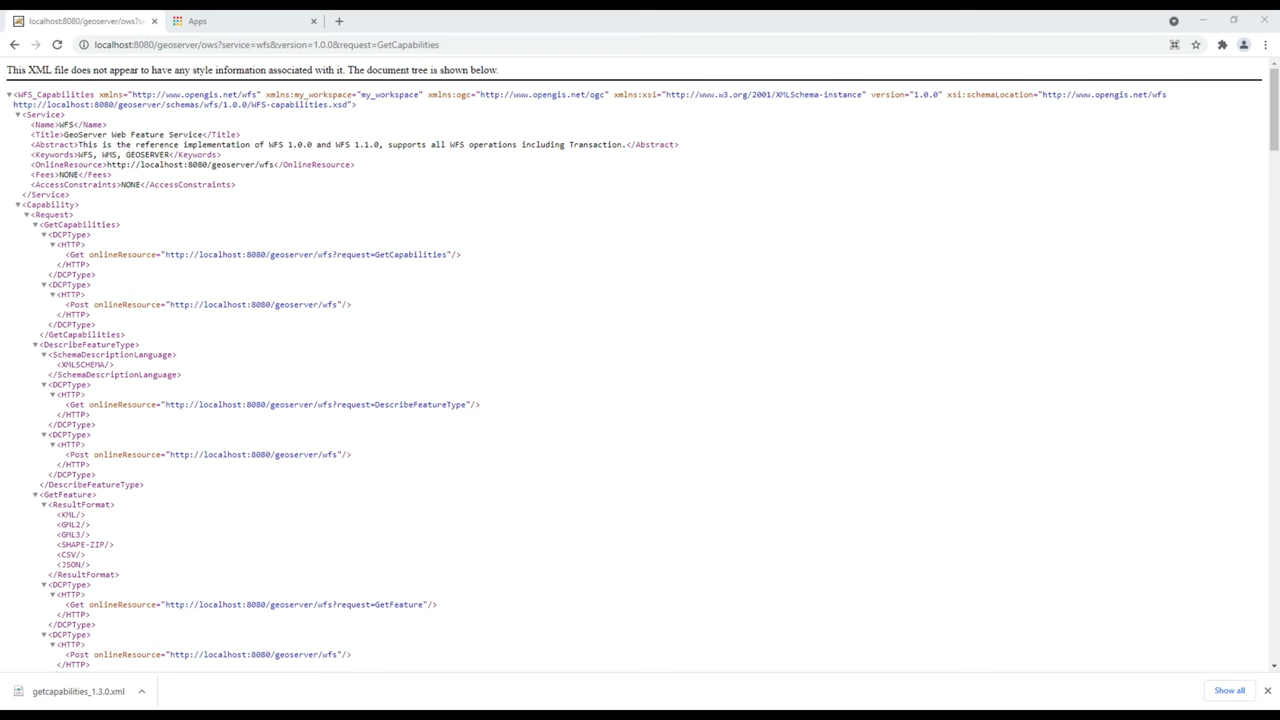 localhost:8080/geoserver/ows?se
Apps
localhost:8080/geoserver/ows?service=wfs&version=1.0.0&request=GetCapabilities
This XML file does not appear to have any style information associated with it. The document tree is shown below.
<WFS_Capabilities xmlns="http://www.opengis.net/wfs" xmlns:my_workspace="my_workspace" xmlns:ogc="http://www.opengis.net/ogc" xmlns:xsi="http://www.w3.org/2001/XMLSchema-instance" version="1.0.0" xsi:schemaLocation="http://www.opengis.net/wfs
http://localhost:8080/geoserver/schemas/wfs/1.0.0/WFS-capabilities.xsd">
<Service>
<Name>WFS</Name>
<Title>GeoServer Web Feature Service</Title>
<Abstract>This is the reference implementation of WFS 1.0.0 and WFS 1.1.0, supports all WFS operations including Transaction.</Abstract>
<Keywords>WFS, WMS, GEOSERVER</Keywords>
<OnlineResource>http://localhost:8080/geoserver/wfs</OnlineResource>
<Fees>NONE</Fees>
<AccessConstraints>NONE</AccessConstraints>
</Service>
<Capability>
<Request>
<GetCapabilities>
<DCPType>
<HTTP>
<Get onlineResource="http://localhost:8080/geoserver/wfs?request=GetCapabilities"/>
</HTTP>
</DCPType>
<DCPType>
<HTTP>
<Post onlineResource="http://localhost:8080/geoserver/wfs"/>
</HTTP>
</DCPType>
</GetCapabilities>
<DescribeFeatureType>
<SchemaDescriptionLanguage>
<XMLSCHEMA/>
</SchemaDescriptionLanguage>
<DCPType>
<HTTP>
<Get onlineResource="http://localhost:8080/geoserver/wfs?request=DescribeFeatureType"/>
</HTTP>
</DCPType>
<DCPType>
<HTTP>
<Post onlineResource="http://localhost:8080/geoserver/wfs"/>
</HTTP>
</DCPType>
</DescribeFeatureType>
<GetFeature>
<ResultFormat>
<KML/>
<GML2/>
<GML3/>
<SHAPE-ZIP/>
<CSV/>
<JSON/>
</ResultFormat>
<DCPType>
<HTTP>
<Get onlineResource="http://localhost:8080/geoserver/wfs?request=GetFeature"/>
</HTTP>
</DCPType>
<DCPType>
<HTTP>
<Post onlineResource="http://localhost:8080/geoserver/wfs"/>
</HTTP>
getcapabilities_1.3.0.xml
Show all